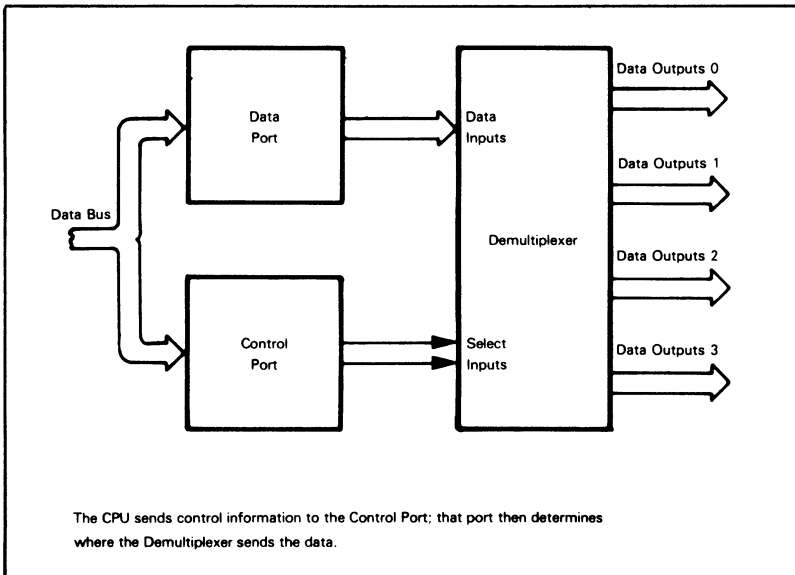 Data Bus
Data
Port
Control
Port
Data
Inputs
Demultiplexer
Select
Inputs
Data Outputs 0
Data Outputs 1
Data Outputs 2
Data Outputs 3
The CPU sends control information to the Control Port; that port then determines
where the Demultiplexer sends the data.